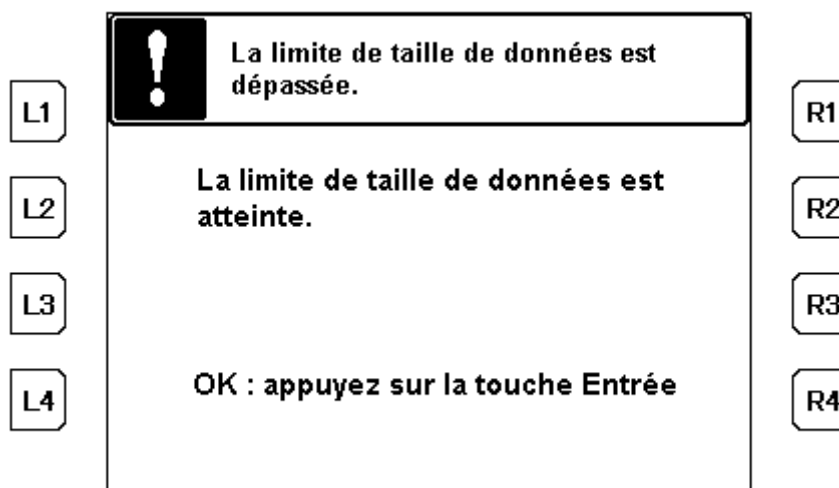 La limite de taille de données est
dépassée.
L1
R1
La limite de taille de données est
atteinte.
L2
R2
L3
R3
OK : appuyez sur la touche Entrée
L4
R4